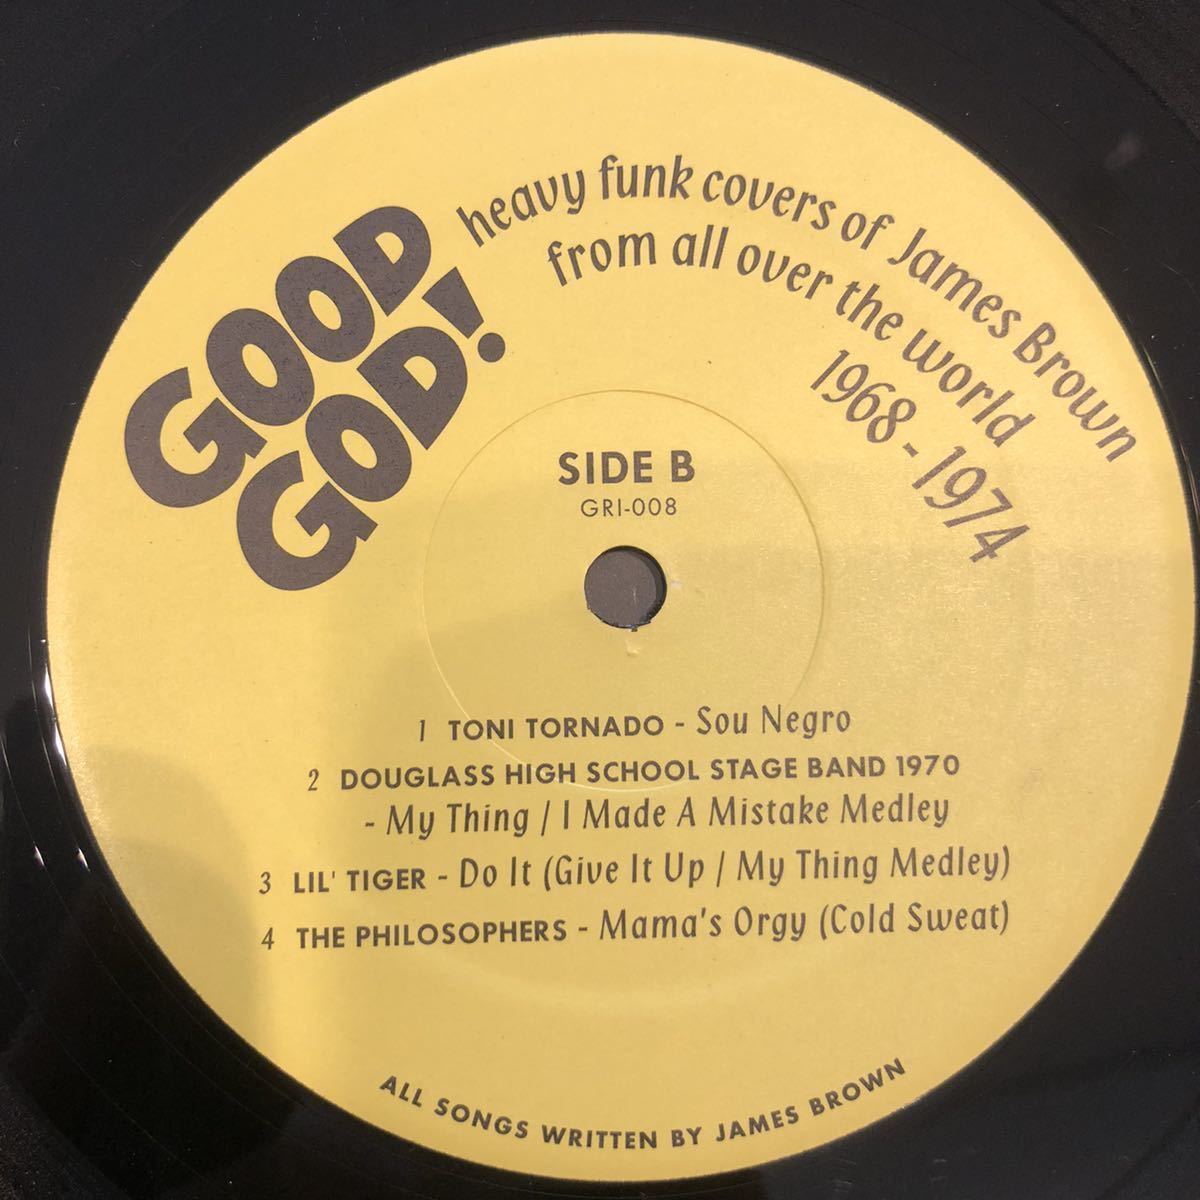 GOOD
GOD!
heavy funk covers of James Brown
from all over the world
1968 - 1974
SIDE B
GRI-008
1 TONI TORNADO - Sou Negro
2 DOUGLASS HIGH SCHOOL STAGE BAND 1970
- My Thing / I Made A Mistake Medley
3 LIL' TIGER - Do It (Give It Up / My Thing Medley)
4 THE PHILOSOPHERS - Mama's Orgy (Cold Sweat)
ALL SONGS WRITTEN BY JAMES BROWN